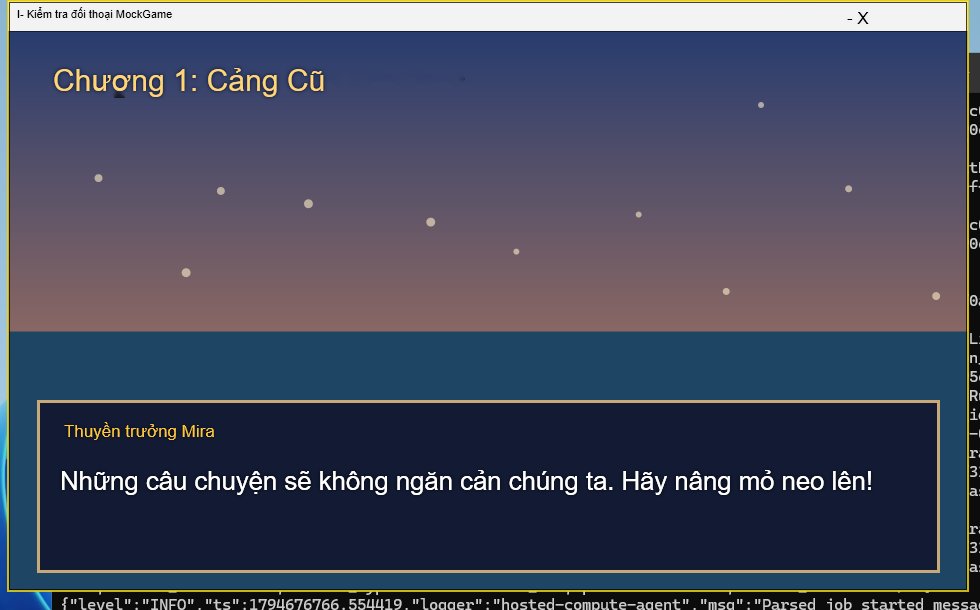 I- Kiểm tra đối thoại MockGame
- X
Chương 1: Cảng Cũ
Thuyền trưởng Mira
Những câu chuyện sẽ không ngăn cản chúng ta. Hãy nâng mỏ neo lên!
{"level":"INFO","ts":1794676766.554419,"logger":"hosted-compute-agent","msg":"Parsed job started